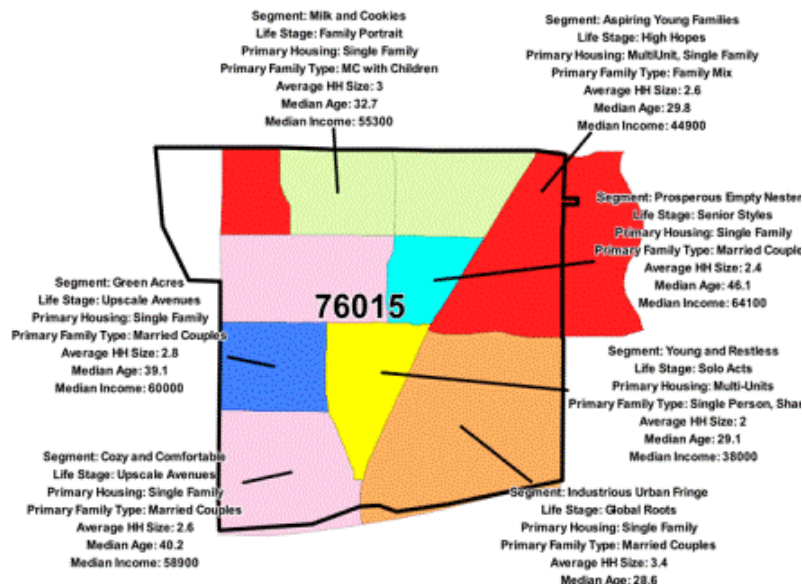 Segment: Milk and Cookies
Life Stage: Family Portrait
Primary Housing: Single Family
Primary Family Type: MC with Children
Average HH Size: 3
Median Age: 32.7
Median Income: 55300
Segment: Aspiring Young Families
Life Stage: High Hopes
Primary Housing: MultiUnit, Single Family
Primary Family Type: Family Mix
Average HH Size: 2.6
Median Age: 29.8
Median Income: 44900
Segment: Prosperous Empty Nester
Life Stage: Senior Styles
Primary Housing: Single Family
Primary Family Type: Married Couple
Average HH Size: 2.4
Median Age: 46.1
Median Income: 64100
76015
Segment: Green Acres
Life Stage: Upscale Avenues
Primary Housing: Single Family
Primary Family Type: Married Couples
Average HH Size: 2.8
Median Age: 39.1
Median Income: 60000
Segment: Young and Restless
Life Stage: Solo Acts
Primary Housing: Multi-Units
Primary Family Type: Single Person, Shar
Average HH Size: 2
Median Age: 29.1
Median Income: 38000
Segment: Cozy and Comfortable
Life Stage: Upscale Avenues
Primary Housing: Single Family
Primary Family Type: Married Couples
Average HH Size: 2.6
Median Age: 40.2
Median Income: 58900
Segment: Industrious Urban Fringe
Life Stage: Global Roots
Primary Housing: Single Family
Primary Family Type: Married Couples
Average HH Size: 3.4
Median Age: 28.6